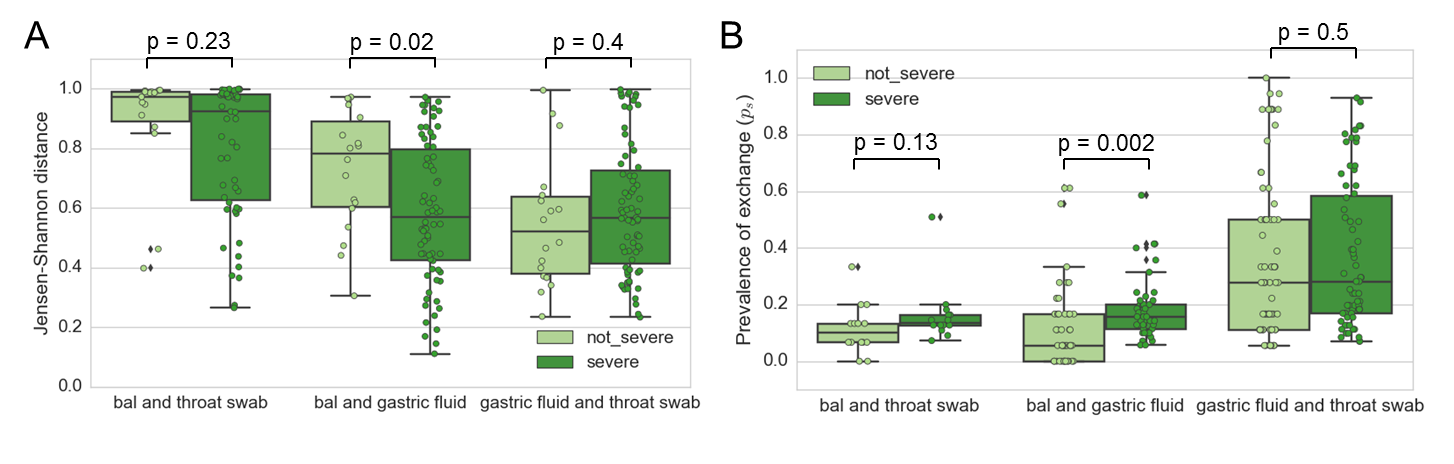 A
p = 0.23
p = 0.02
p = 0.4
1.0
0.8
0.6
0.4
0.2
0.0
Jensen-Shannon distance
not_severe
severe
bal and throat swab
bal and gastric fluid
gastric fluid and throat swab
B
p = 0.5
not_severe
severe
p = 0.13
p = 0.002
1.0
0.8
0.6
0.4
0.2
0.0
Prevalence of exchange (pₛ)
bal and throat swab
bal and gastric fluid
gastric fluid and throat swab